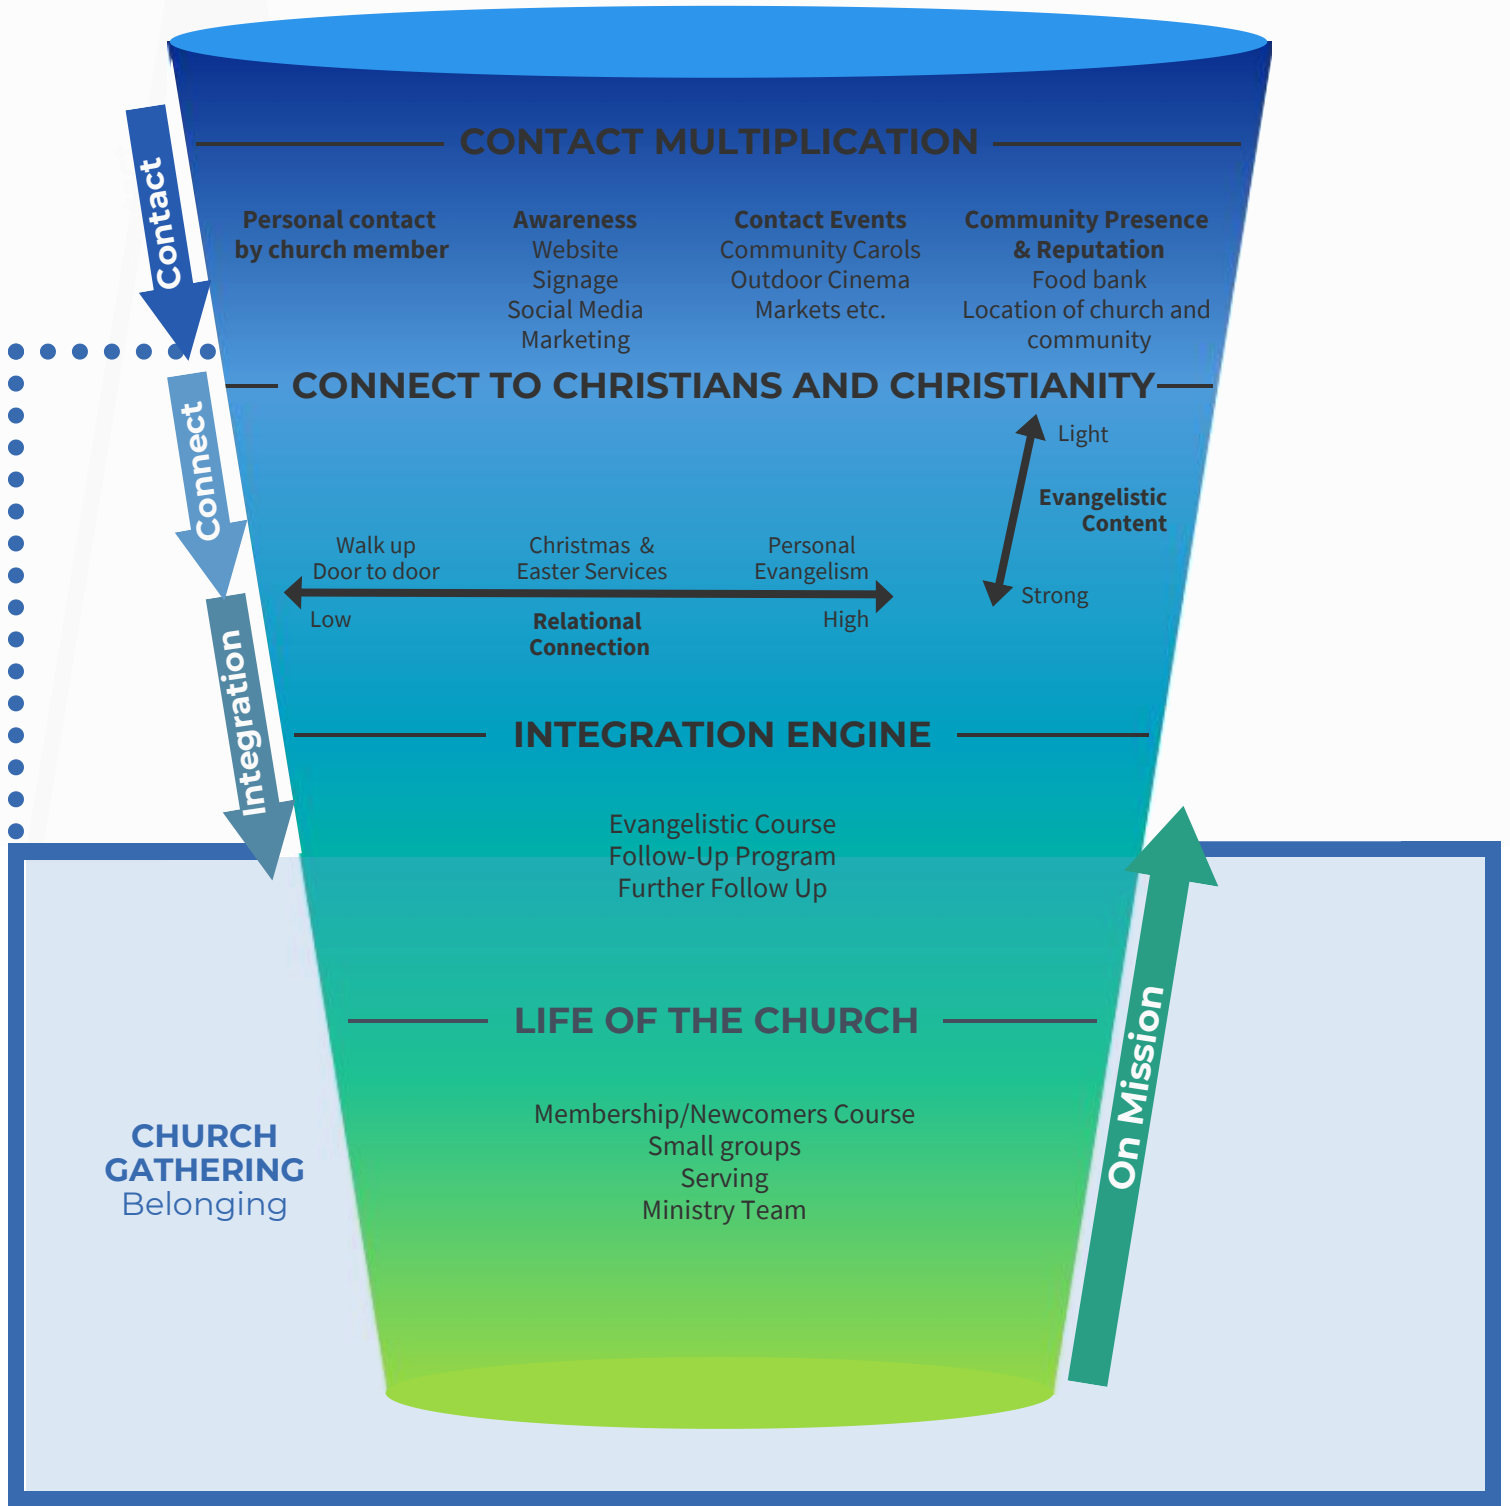 CONTACT MULTIPLICATION
Contact
Personal contact
by church member
Awareness
Website
Signage
Social Media
Marketing
Contact Events
Community Carols
Outdoor Cinema
Markets etc.
Community Presence
& Reputation
Food bank
Location of church and
community
CONNECT TO CHRISTIANS AND CHRISTIANITY
Connect
Light
Evangelistic
Content
Strong
Walk up
Door to door
Christmas &
Easter Services
Personal
Evangelism
Low
Relational
Connection
High
Integration
INTEGRATION ENGINE
Evangelistic Course
Follow-Up Program
Further Follow Up
LIFE OF THE CHURCH
On Mission
Membership/Newcomers Course
Small groups
Serving
Ministry Team
CHURCH
GATHERING
Belonging